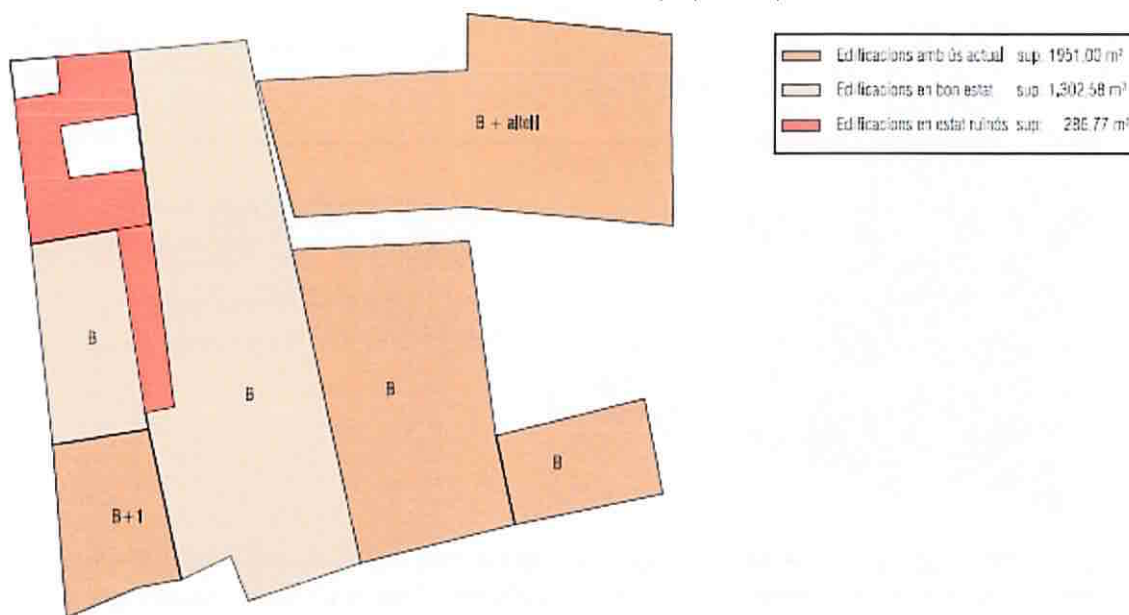 B + altell
Edificacions amb ús actual sup. 1951,00 m²
Edificacions en bon estat sup. 1,302,58 m²
Edificacions en estat ruinós sup. 286,77 m²
B
B
B
B
B+1